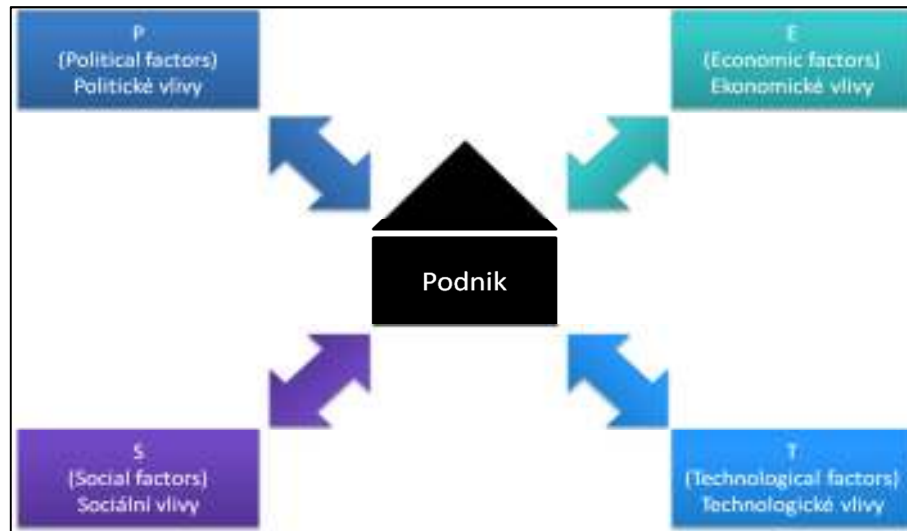 P
(Political factors)
Politické vlivy
E
(Economic factors)
Ekonomické vlivy
Podnik
S
(Social factors)
Sociální vlivy
T
(Technological factors)
Technologické vlivy